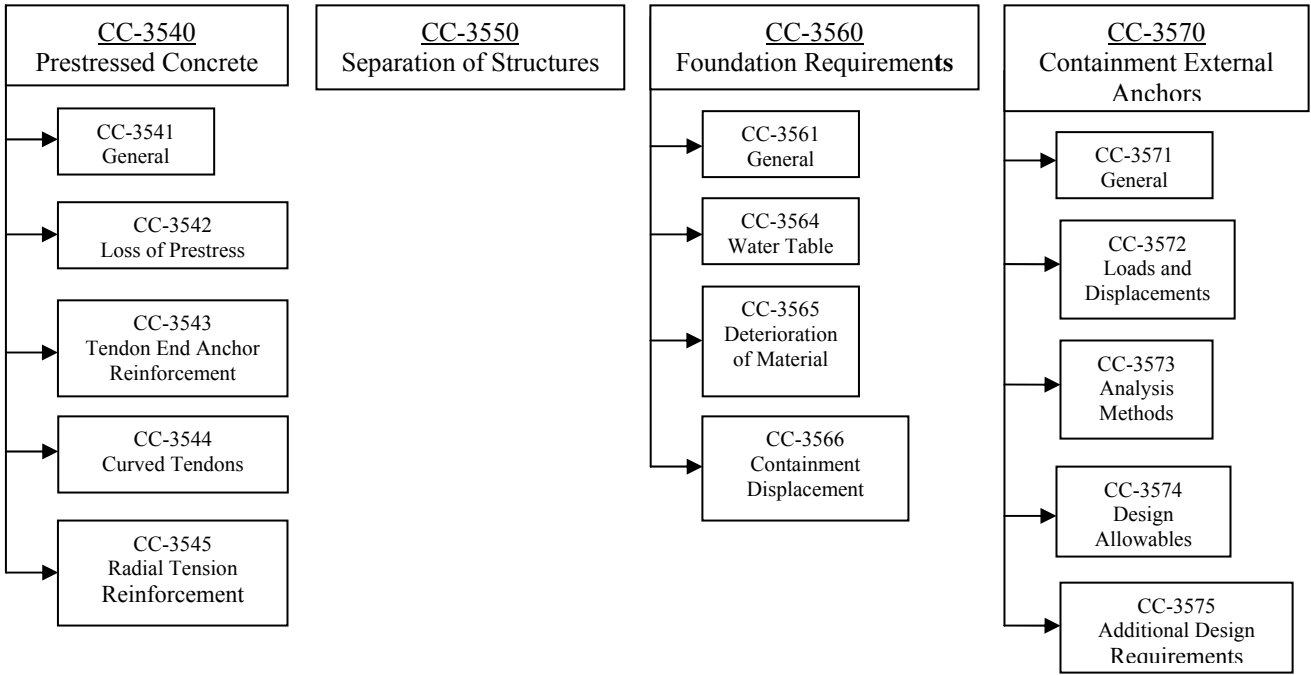 CC-3540
Prestressed Concrete
CC-3541
General
CC-3542
Loss of Prestress
CC-3543
Tendon End Anchor
Reinforcement
CC-3544
Curved Tendons
CC-3545
Radial Tension
Reinforcement
CC-3550
Separation of Structures
CC-3560
Foundation Requirements
CC-3561
General
CC-3564
Water Table
CC-3565
Deterioration
of Material
CC-3566
Containment
Displacement
CC-3570
Containment External
Anchors
CC-3571
General
CC-3572
Loads and
Displacements
CC-3573
Analysis
Methods
CC-3574
Design
Allowables
CC-3575
Additional Design
Requirements